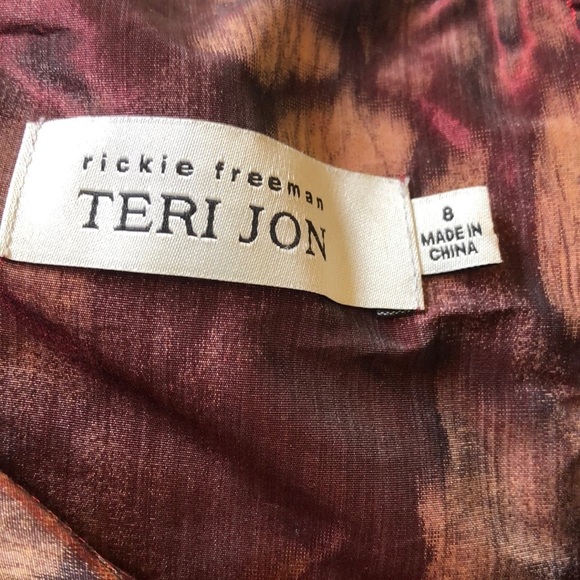 rickie freeman
TERI JON
8
MADE IN
CHINA